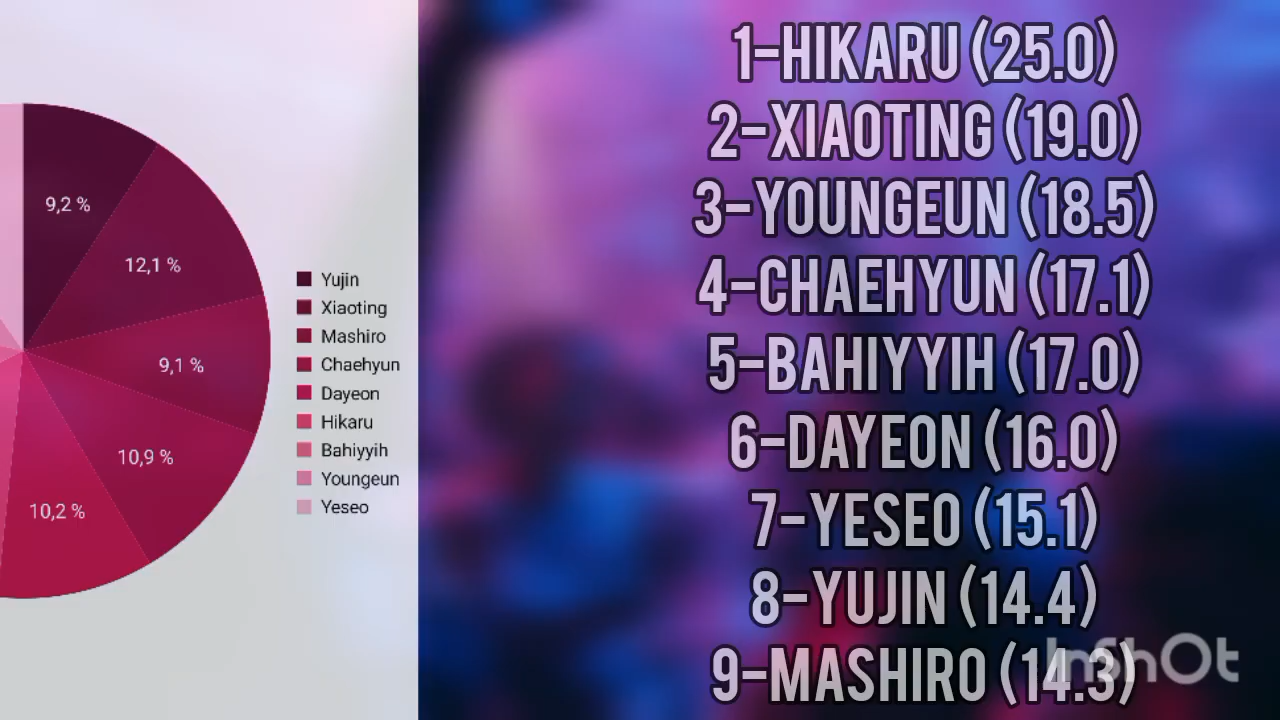 9,2 %
12,1 %
9,1 %
10,9 %
10,2 %
Yujin
Xiaoting
Mashiro
Chaehyun
Dayeon
Hikaru
Bahiyyih
Youngeun
Yeseo
1-HIKARU (25.0)
2-XIAOTING (19.0)
3-YOUNGEUN (18.5)
4-CHAEHYUN (17.1)
5-BAHIYYIH (17.0)
6-DAYEON (16.0)
7-YESEO (15.1)
8-YUJIN (14.4)
9-MASHIRO (14.3)
InShOt